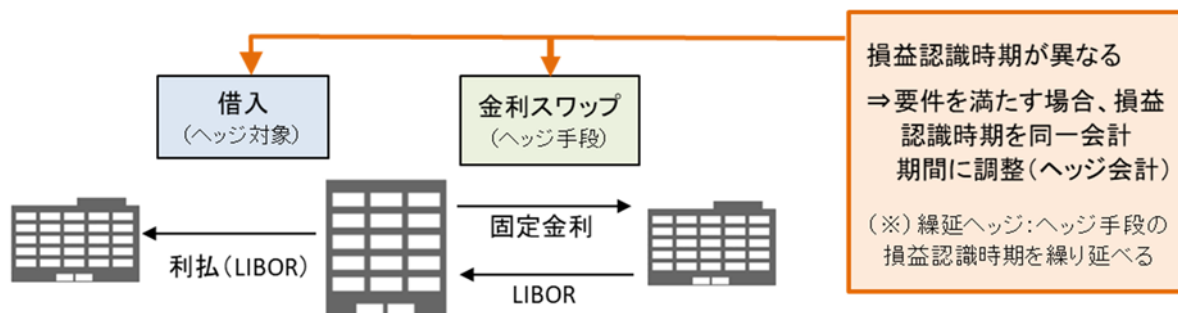 借入
(ヘッジ対象)
金利スワップ
(ヘッジ手段)
利払(LIBOR)
固定金利
LIBOR
損益認識時期が異なる
⇒要件を満たす場合、損益
認識時期を同一会計
期間に調整(ヘッジ会計)
(※)繰延ヘッジ:ヘッジ手段の
損益認識時期を繰り延べる